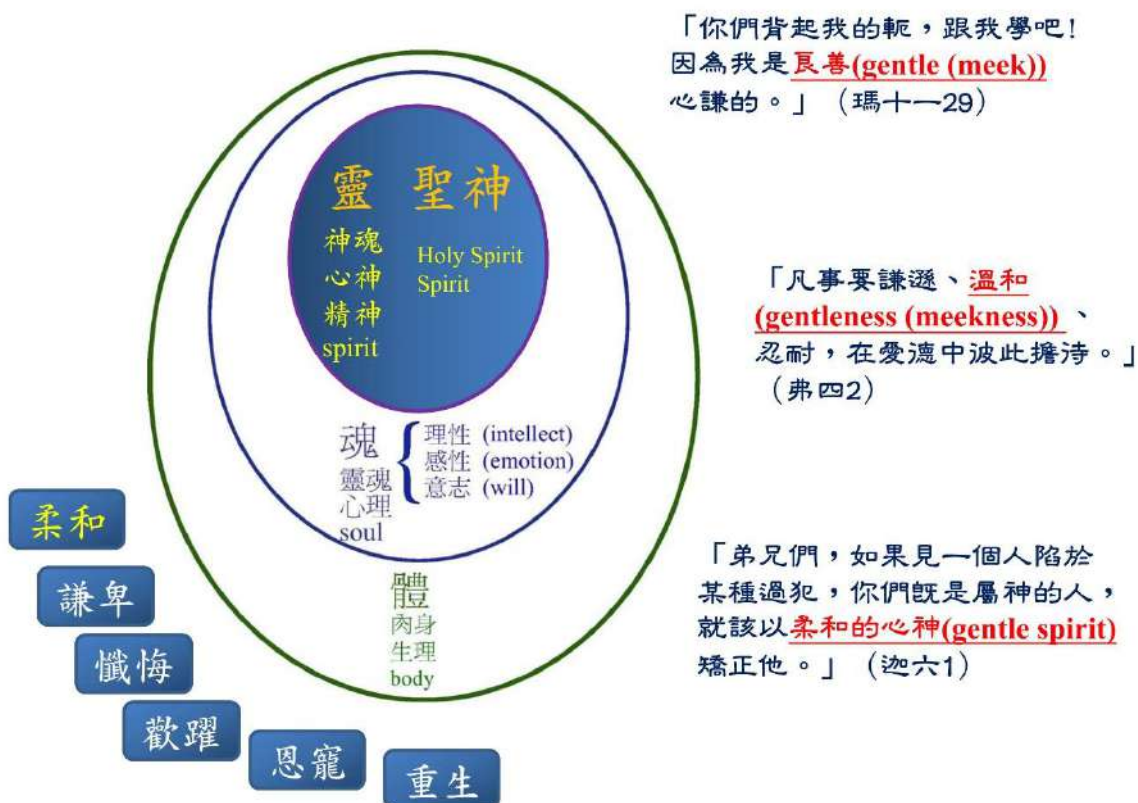 「你們背起我的軛，跟我學吧!
因為我是良善(gentle (meek))
心謙的。」（瑪十一29）
靈 聖神
神魂
心神
精神
spirit
Holy Spirit
Spirit
「凡事要謙遜、溫和
(gentleness (meekness))、
忍耐，在愛德中彼此擔待。」
（弗四2）
魂
靈魂
心理
soul
理性 (intellect)
感性 (emotion)
意志 (will)
體
肉身
生理
body
「弟兄們，如果見一個人陷於
某種過犯，你們既是屬神的人，
就該以柔和的心神(gentle spirit)
矯正他。」（迦六1）
柔和
謙卑
懺悔
歡躍
恩寵
重生